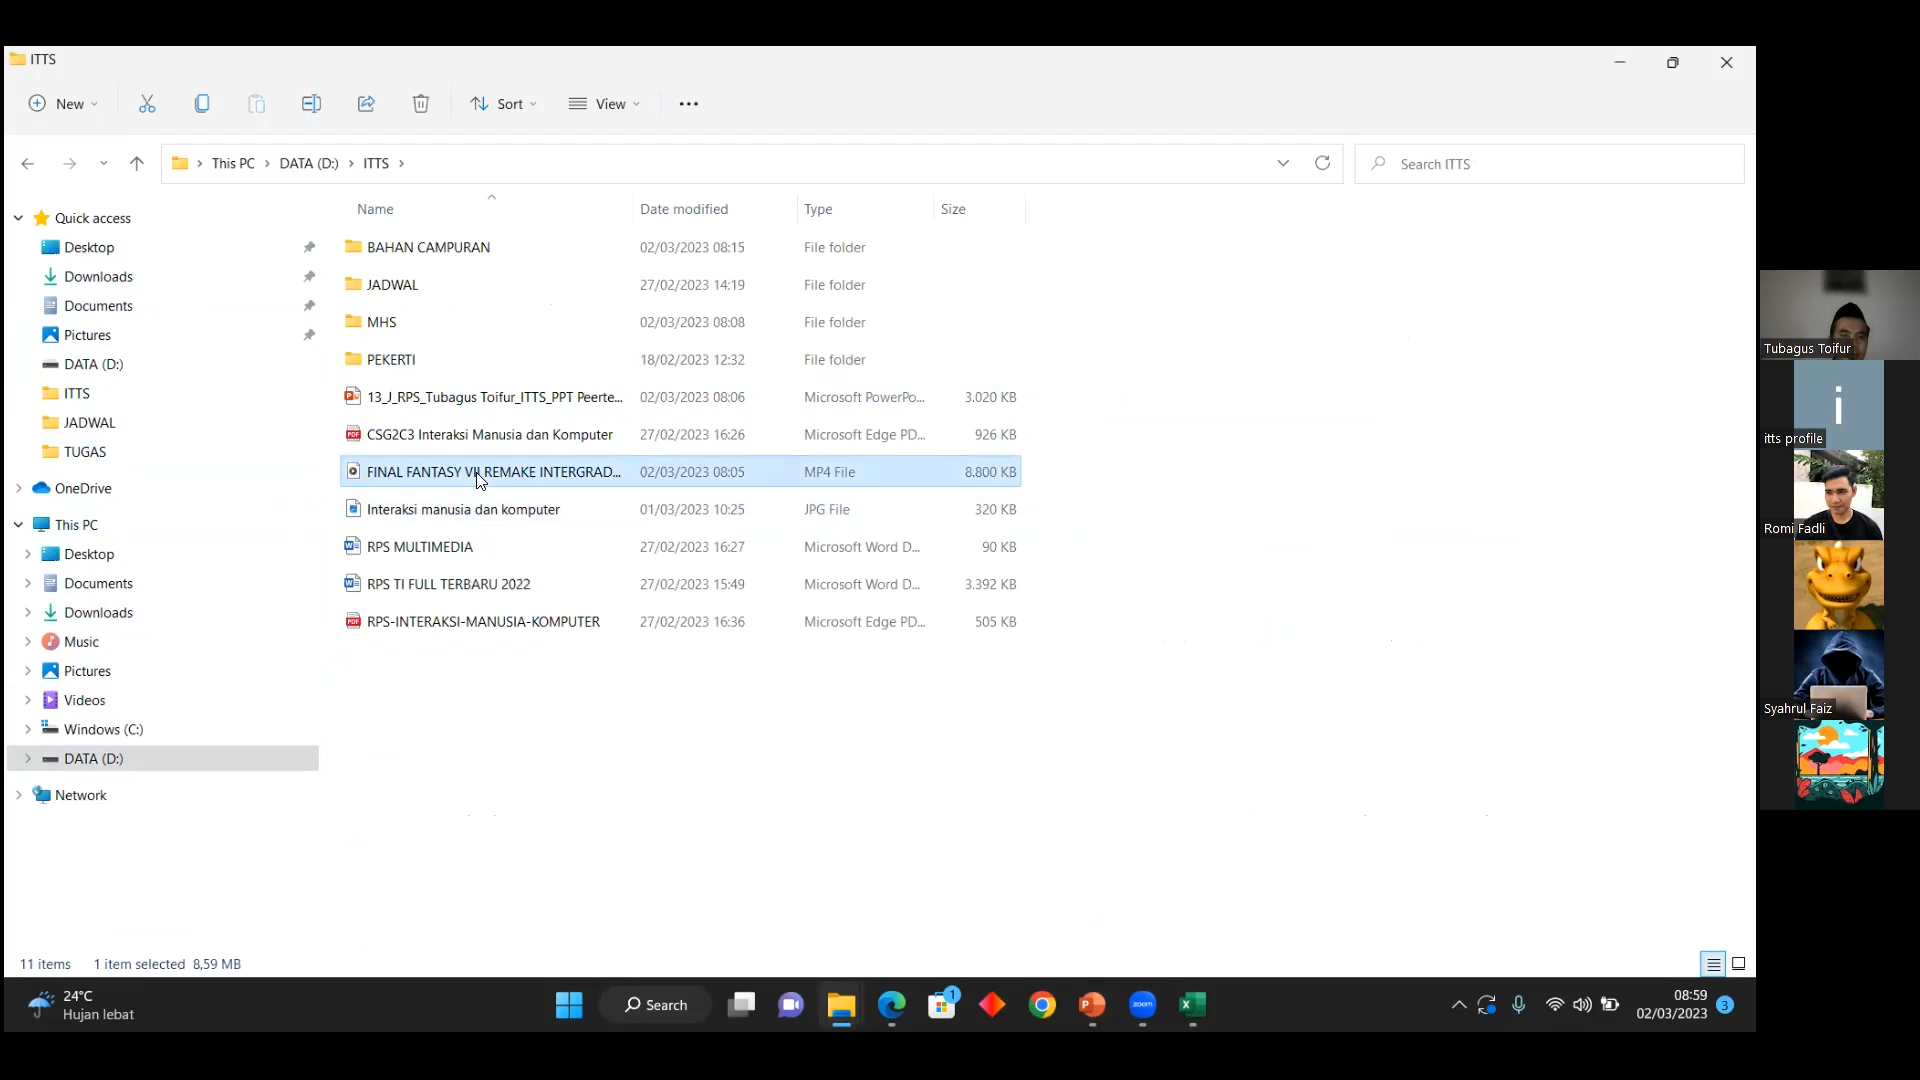 ITTS
New
Sort
View
This PC > DATA (D:) > ITTS >
Search ITTS
Name Date modified Type Size
Quick access
Desktop
Downloads
Documents
Pictures
DATA (D:)
ITTS
JADWAL
TUGAS
OneDrive
This PC
Desktop
Documents
Downloads
Music
Pictures
Videos
Windows (C:)
DATA (D:)
Network
BAHAN CAMPURAN 02/03/2023 08:15 File folder
JADWAL 27/02/2023 14:19 File folder
MHS 02/03/2023 08:08 File folder
PEKERTI 18/02/2023 12:32 File folder
13_J_RPS_Tubagus Toifur_ITTS_PPT Peerte... 02/03/2023 08:06 Microsoft PowerPo... 3.020 KB
CSG2C3 Interaksi Manusia dan Komputer 27/02/2023 16:26 Microsoft Edge PD... 926 KB
FINAL FANTASY VII REMAKE INTERGRAD... 02/03/2023 08:05 MP4 File 8.800 KB
Interaksi manusia dan komputer 01/03/2023 10:25 JPG File 320 KB
RPS MULTIMEDIA 27/02/2023 16:27 Microsoft Word D... 90 KB
RPS TI FULL TERBARU 2022 27/02/2023 15:49 Microsoft Word D... 3.392 KB
RPS-INTERAKSI-MANUSIA-KOMPUTER 27/02/2023 16:36 Microsoft Edge PD... 505 KB
Tubagus Toifur
i
itts profile
Romi Fadli
Syahrul Faiz
11 items 1 item selected 8,59 MB
24°C
Hujan lebat
Search
1
zoom
08:59
02/03/2023
3